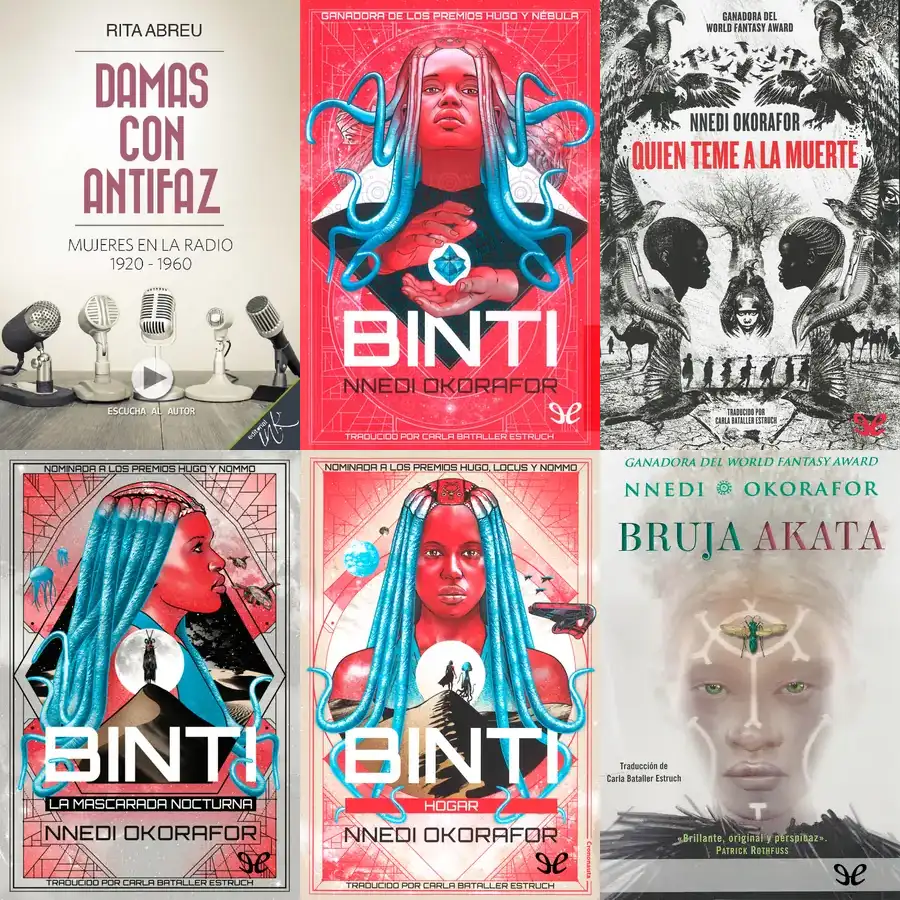 RITA ABREU
DAMAS
CON
ANTIFAZ
MUJERES EN LA RADIO
1920 - 1960
ESCUCHA AL AUTOR
editorial
ink
GANADORA DE LOS PREMIOS HUGO Y NÉBULA
BINTI
NNEDI OKORAFOR
TRADUCIDO POR CARLA BATALLER ESTRUCH
GANADORA DEL
WORLD FANTASY AWARD
NNEDI OKORAFOR
QUIEN TEME A LA MUERTE
TRADUCIDO POR
CARLA BATALLER ESTRUCH
NOMINADA A LOS PREMIOS HUGO Y NOMMO
BINTI
LA MASCARADA NOCTURNA
NNEDI OKORAFOR
TRADUCIDO POR CARLA BATALLER ESTRUCH
NOMINADA A LOS PREMIOS HUGO, LOCUS Y NOMMO
BINTI
HOGAR
NNEDI OKORAFOR
TRADUCIDO POR CARLA BATALLER ESTRUCH
Crononauta
GANADORA DEL WORLD FANTASY AWARD
NNEDI OKORAFOR
BRUJA AKATA
Traducción de
Carla Bataller Estruch
«Brillante, original y perspicaz».
PATRICK ROTHFUSS